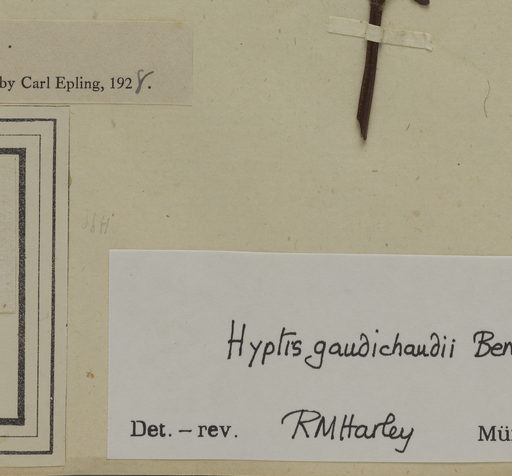 by Carl Epling, 1928.
Hyptis gaudichaudii Ben
Det. – rev. RMHarley Mü